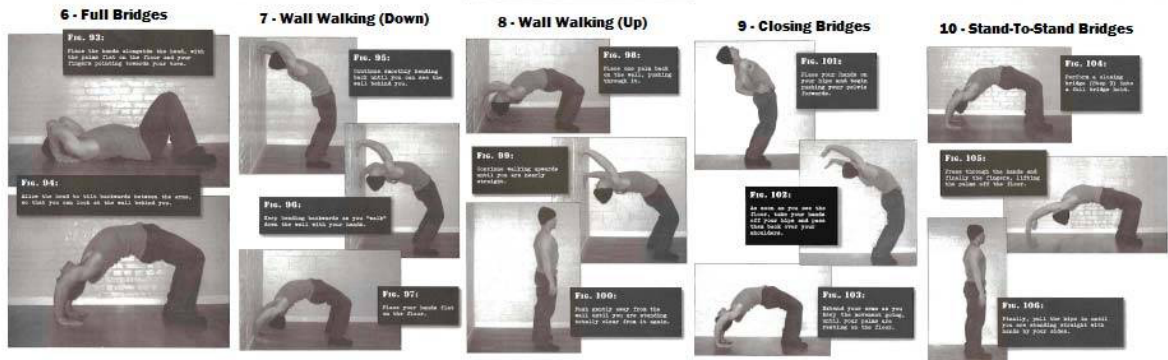 6 - Full Bridges
FIG. 93:
Place the hands alongside the head, with
the palms flat on the floor and your
fingers pointing towards your toes.
FIG. 94:
Allow the head to tilt backwards between the arms,
so that you can look at the wall behind you.
7 - Wall Walking (Down)
FIG. 95:
Continue smoothly bending
back until you can see the
wall behind you.
FIG. 96:
Keep bending backwards as you "walk"
down the wall with your hands.
FIG. 97:
Place your hands flat
on the floor.
8 - Wall Walking (Up)
FIG. 98:
Place one palm back
on the wall, pushing
through it.
FIG. 99:
Continue walking upwards
until you are nearly
straight.
FIG. 100:
Push gently away from the
wall until you are standing
totally clear from it again.
9 - Closing Bridges
FIG. 101:
Place your hands on
your hips and begin
pushing your pelvis
forwards.
FIG. 102:
As soon as you see the
floor, take your hands
off your hips and pass
them back over your
shoulders.
FIG. 103:
Extend your arms as you
keep the movement going,
until your palms are
resting on the floor.
10 - Stand-To-Stand Bridges
FIG. 104:
Perform a closing
bridge (Step 9) into
a full bridge hold.
FIG. 105:
Press through the hands and
finally the fingers, lifting
the palms off the floor.
FIG. 106:
Finally, pull the hips in until
you are standing straight with
hands by your sides.